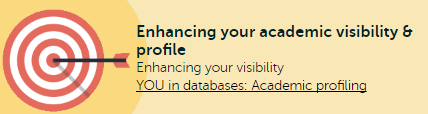 Enhancing your academic visibility &
profile
Enhancing your visibility
YOU in databases: Academic profiling